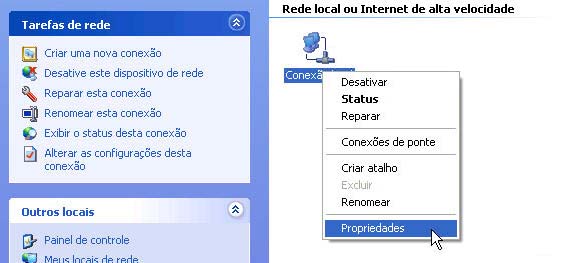 Tarefas de rede
Criar uma nova conexão
Desative este dispositivo de rede
Reparar esta conexão
Renomear esta conexão
Exibir o status desta conexão
Alterar as configurações desta
conexão
Outros locais
Painel de controle
Meus locais de rede
Rede local ou Internet de alta velocidade
Desativar
Status
Reparar
Conexões de ponte
Criar atalho
Excluir
Renomear
Propriedades